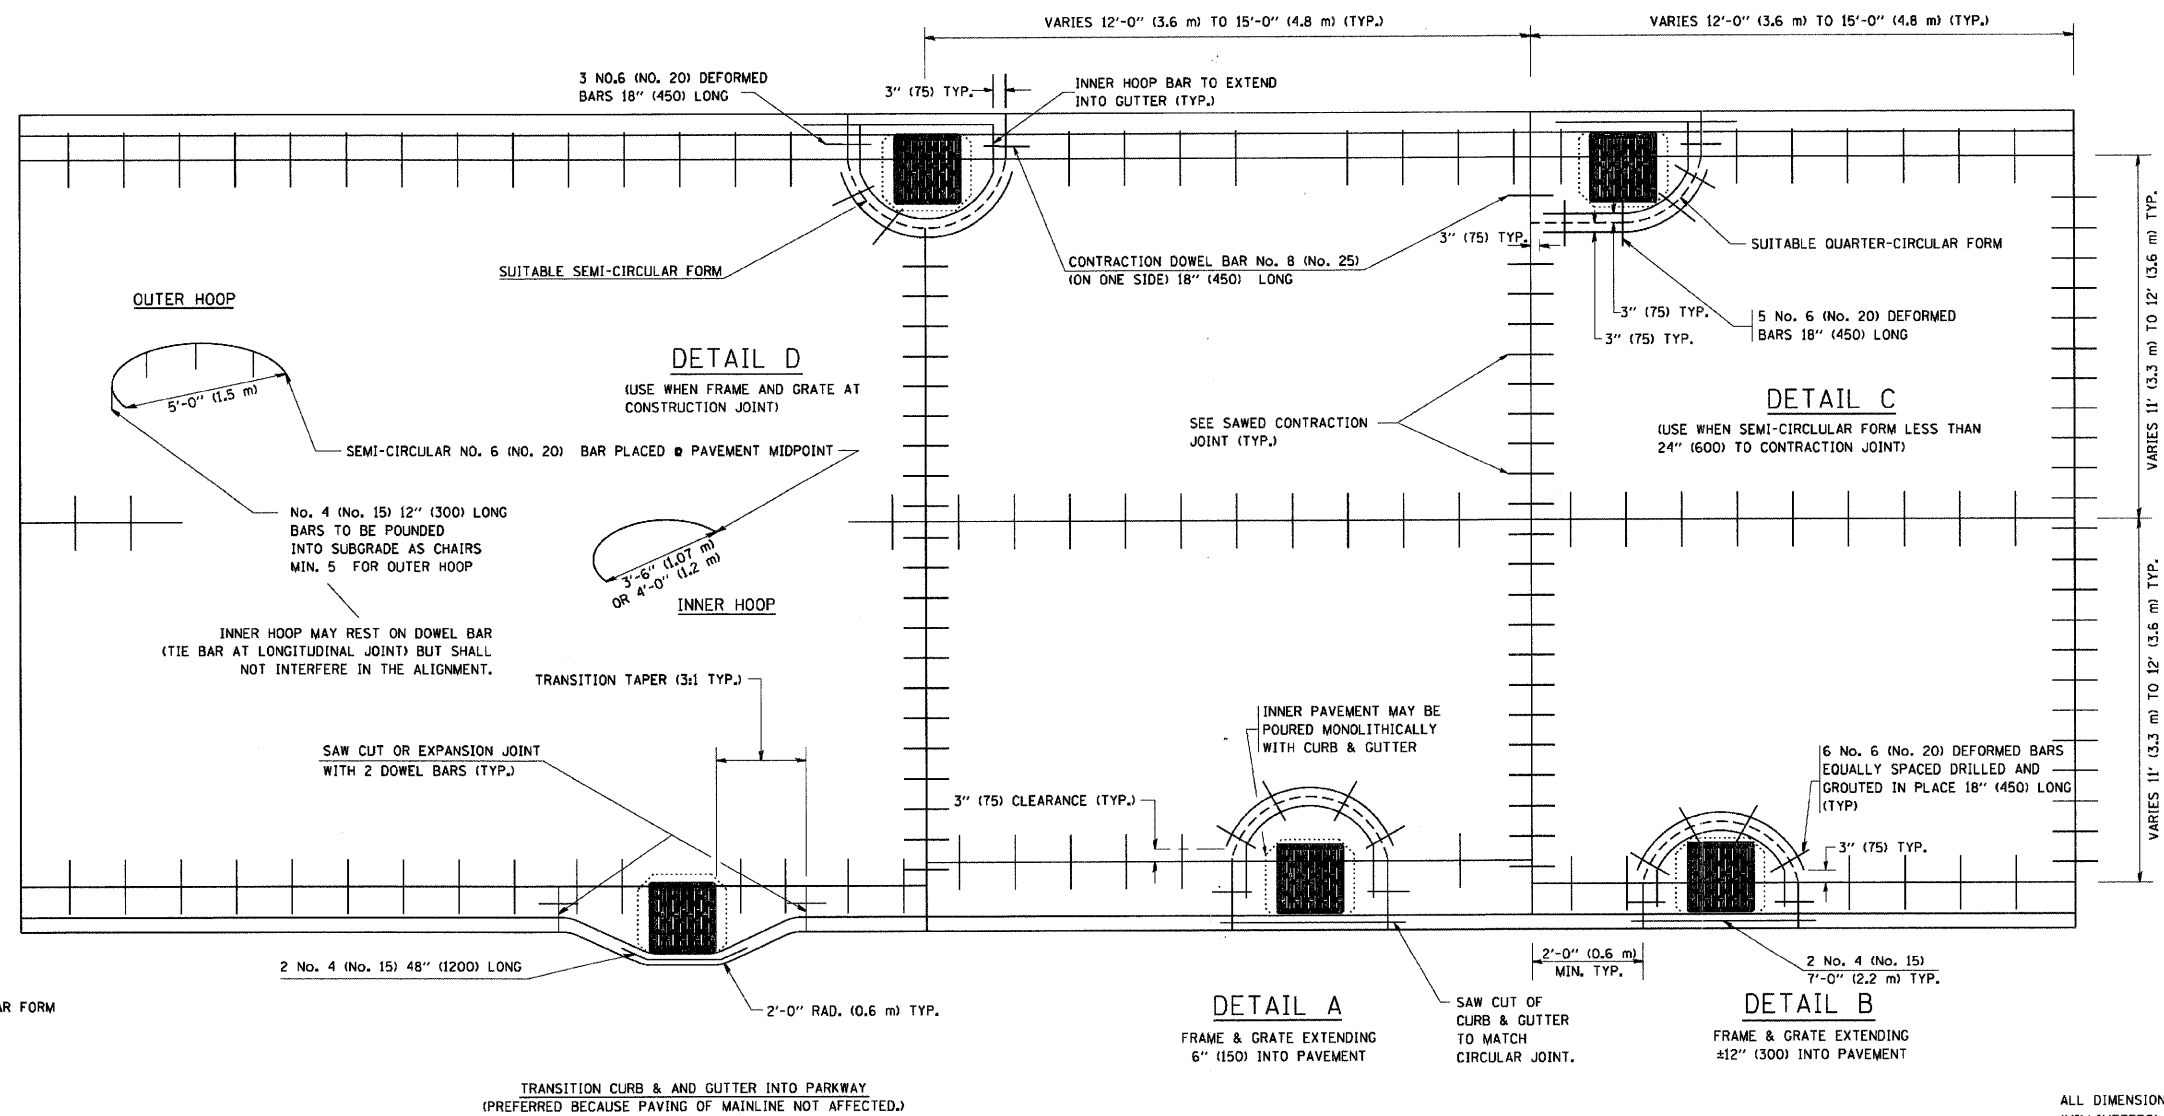 VARIES 12'-0" (3.6 m) TO 15'-0" (4.8 m) (TYP.)
VARIES 12'-0" (3.6 m) TO 15'-0" (4.8 m) (TYP.)
3 NO.6 (NO. 20) DEFORMED
BARS 18" (450) LONG
3" (75) TYP.
INNER HOOP BAR TO EXTEND
INTO GUTTER (TYP.)
SUITABLE SEMI-CIRCULAR FORM
CONTRACTION DOWEL BAR No. 8 (No. 25)
(ON ONE SIDE) 18" (450) LONG
3" (75) TYP.
SUITABLE QUARTER-CIRCULAR FORM
3" (75) TYP.
3" (75) TYP.
5 No. 6 (No. 20) DEFORMED
BARS 18" (450) LONG
VARIES 11' (3.3 m) TO 12' (3.6 m) TYP.
OUTER HOOP
5'-0" (1.5 m)
DETAIL D
(USE WHEN FRAME AND GRATE AT
CONSTRUCTION JOINT)
SEMI-CIRCULAR NO. 6 (NO. 20) BAR PLACED @ PAVEMENT MIDPOINT
SEE SAWED CONTRACTION
JOINT (TYP.)
DETAIL C
(USE WHEN SEMI-CIRCLULAR FORM LESS THAN
24" (600) TO CONTRACTION JOINT)
No. 4 (No. 15) 12" (300) LONG
BARS TO BE POUNDED
INTO SUBGRADE AS CHAIRS
MIN. 5 FOR OUTER HOOP
3'-6" (1.07 m)
OR 4'-0" (1.2 m)
INNER HOOP
INNER HOOP MAY REST ON DOWEL BAR
(TIE BAR AT LONGITUDINAL JOINT) BUT SHALL
NOT INTERFERE IN THE ALIGNMENT.
TRANSITION TAPER (3:1 TYP.)
SAW CUT OR EXPANSION JOINT
WITH 2 DOWEL BARS (TYP.)
INNER PAVEMENT MAY BE
POURED MONOLITHICALLY
WITH CURB & GUTTER
3" (75) CLEARANCE (TYP.)
6 No. 6 (No. 20) DEFORMED BARS
EQUALLY SPACED DRILLED AND
GROUTED IN PLACE 18" (450) LONG
(TYP)
3" (75) TYP.
VARIES 11' (3.3 m) TO 12' (3.6 m) TYP.
2 No. 4 (No. 15) 48" (1200) LONG
2'-0" RAD. (0.6 m) TYP.
2'-0" (0.6 m)
MIN. TYP.
2 No. 4 (No. 15)
7'-0" (2.2 m) TYP.
AR FORM
DETAIL A
FRAME & GRATE EXTENDING
6" (150) INTO PAVEMENT
SAW CUT OF
CURB & GUTTER
TO MATCH
CIRCULAR JOINT.
DETAIL B
FRAME & GRATE EXTENDING
±12" (300) INTO PAVEMENT
TRANSITION CURB & AND GUTTER INTO PARKWAY
(PREFERRED BECAUSE PAVING OF MAINLINE NOT AFFECTED.)
ALL DIMENSION